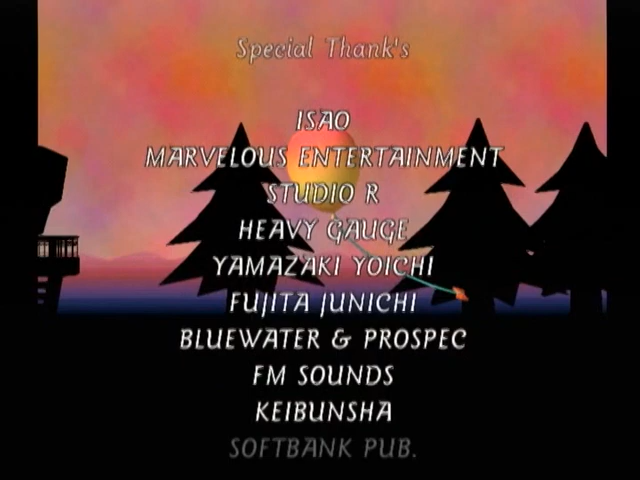 Special Thank's
ISAO
MARVELOUS ENTERTAINMENT
STUDIO R
HEAVY GAUGE
YAMAZAKI YOICHI
FUJITA JUNICHI
BLUEWATER & PROSPEC
FM SOUNDS
KEIBUNSHA
SOFTBANK PUB.